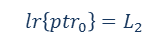 lr{ptr₀} = L₂